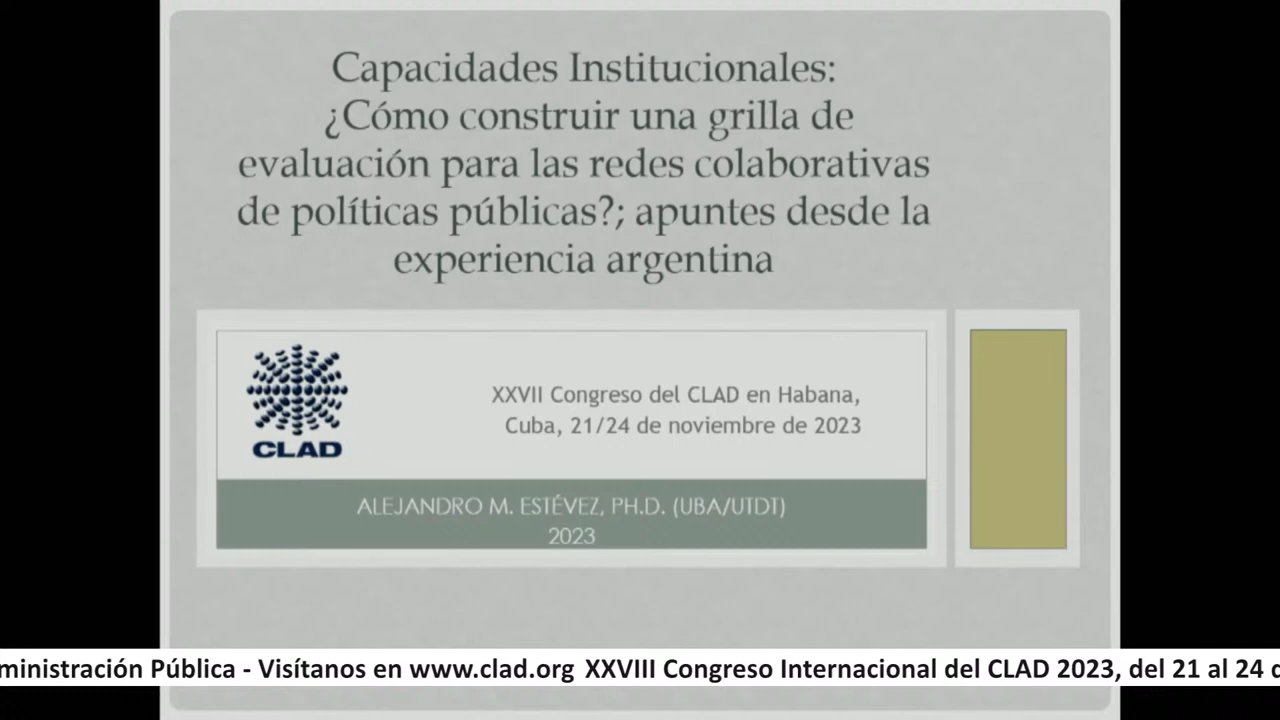 Capacidades Institucionales:
¿Cómo construir una grilla de
evaluación para las redes colaborativas
de políticas públicas?; apuntes desde la
experiencia argentina
CLAD
XXVII Congreso del CLAD en Habana,
Cuba, 21/24 de noviembre de 2023
ALEJANDRO M. ESTÉVEZ, PH.D. (UBA/UTDT)
2023
ministración Pública - Visítanos en www.clad.org XXVIII Congreso Internacional del CLAD 2023, del 21 al 24 d